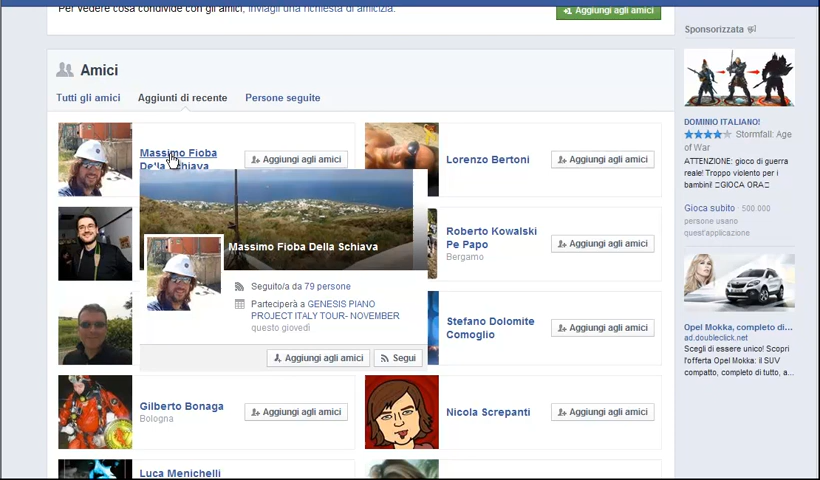 Per vedere cosa condivide con gli amici, inviagli una richiesta di amicizia.
Aggiungi agli amici
Sponsorizzata
Amici
Tutti gli amici Aggiunti di recente Persone seguite
Massimo Fioba
Della Schiava
Aggiungi agli amici
Lorenzo Bertoni
Aggiungi agli amici
Massimo Fioba Della Schiava
Seguito/a da 79 persone
Parteciperà a GENESIS PIANO
PROJECT ITALY TOUR- NOVEMBER
questo giovedì
Aggiungi agli amici
Segui
Roberto Kowalski
Pe Papo
Bergamo
Aggiungi agli amici
Stefano Dolomite
Comoglio
Aggiungi agli amici
Gilberto Bonaga
Bologna
Aggiungi agli amici
Nicola Screpanti
Aggiungi agli amici
Luca Menichelli
DOMINIO ITALIANO!
Stormfall: Age
of War
ATTENZIONE: gioco di guerra
reale! Troppo violento per i
bambini! □GIOCA ORA□
Gioca subito · 500.000
persone usano
quest'applicazione
Opel Mokka, completo di...
ad.doubleclick.net
Scegli di essere unico! Scopri
l'offerta Opel Mokka: il SUV
compatto, completo di tutto, a...